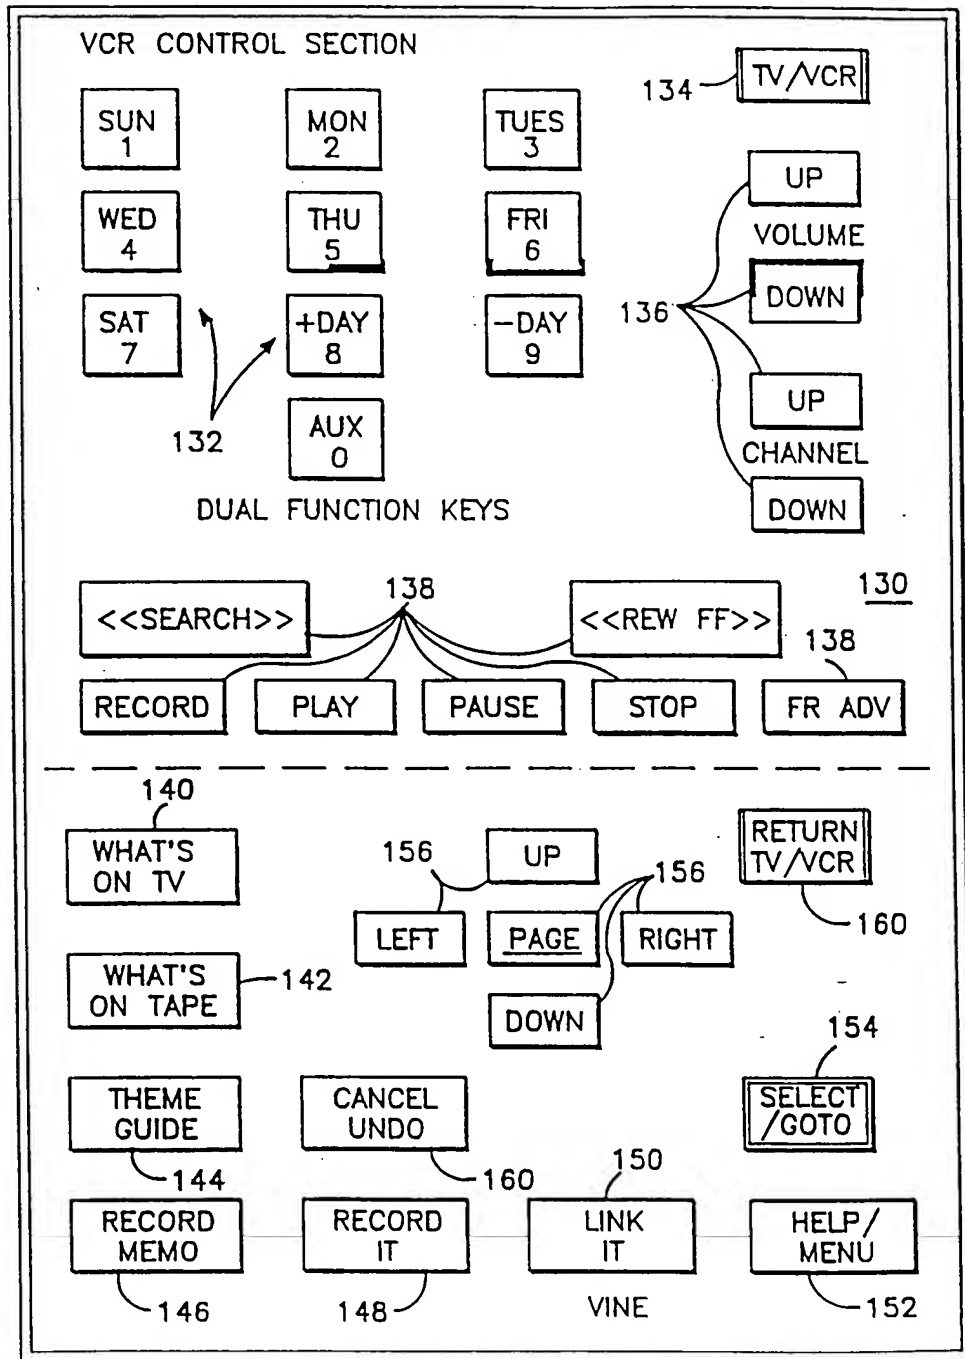 VCR CONTROL SECTION
134
TV/VCR
SUN
1
MON
2
TUES
3
UP
WED
4
THU
5
FRI
6
VOLUME
136
DOWN
SAT
7
+DAY
8
-DAY
9
UP
132
AUX
0
CHANNEL
DOWN
DUAL FUNCTION KEYS
138
130
<<SEARCH>>
<<REW FF>>
138
RECORD
PLAY
PAUSE
STOP
FR ADV
140
WHAT'S
ON TV
156
UP
156
RETURN
TV/VCR
160
LEFT
PAGE
RIGHT
WHAT'S
ON TAPE
142
DOWN
154
THEME
GUIDE
144
CANCEL
UNDO
160
SELECT
/GOTO
150
RECORD
MEMO
146
RECORD
IT
148
LINK
IT
VINE
HELP/
MENU
152